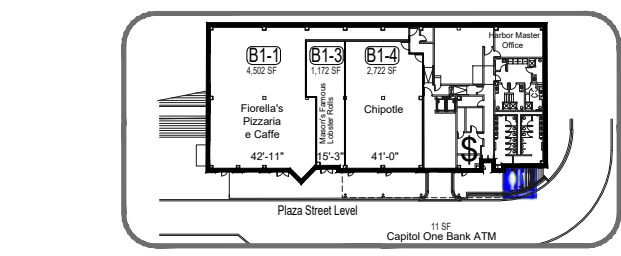 Harbor Master
Office
B1-1
4,502 SF
B1-3
1,172 SF
B1-4
2,722 SF
Fiorella's
Pizzaria
e Caffe
Mason's Famous
Lobster Rolls
Chipotle
$
42'-11"
15'-3"
41'-0"
Plaza Street Level
11 SF
Capitol One Bank ATM